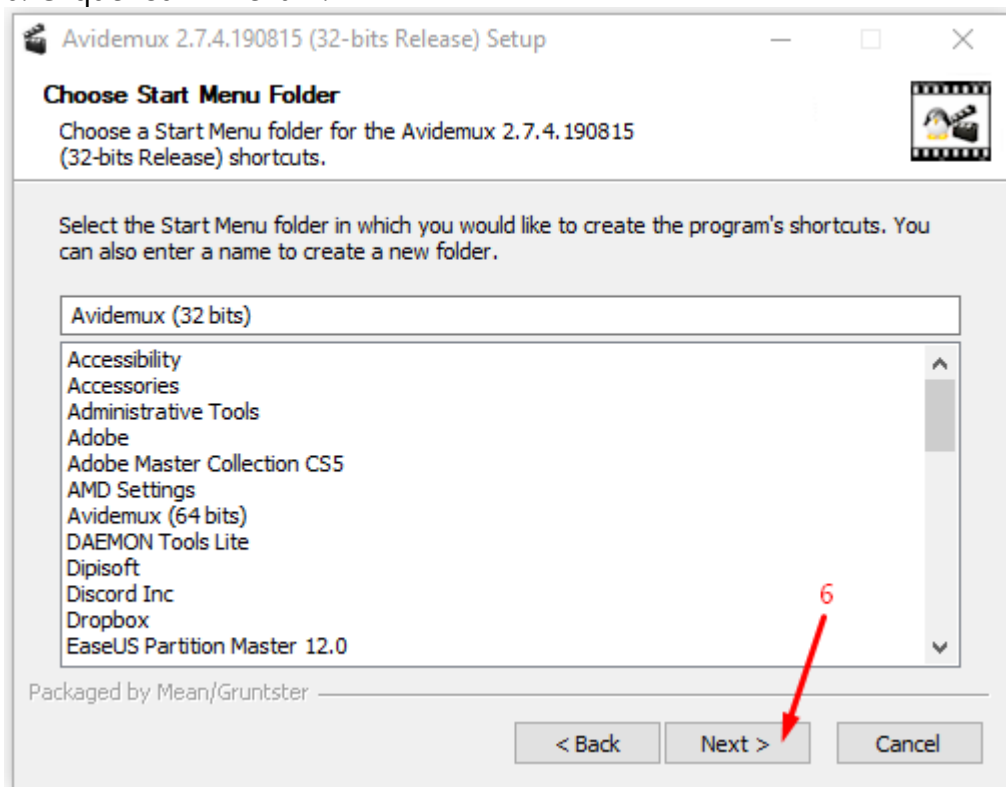 Avidemux 2.7.4.190815 (32-bits Release) Setup
Choose Start Menu Folder
Choose a Start Menu folder for the Avidemux 2.7.4.190815
(32-bits Release) shortcuts.
Select the Start Menu folder in which you would like to create the program's shortcuts. You
can also enter a name to create a new folder.
Avidemux (32 bits)
Accessibility
Accessories
Administrative Tools
Adobe
Adobe Master Collection CS5
AMD Settings
Avidemux (64 bits)
DAEMON Tools Lite
Dipisoft
Discord Inc
Dropbox
EaseUS Partition Master 12.0
6
Packaged by Mean/Gruntster
< Back Next > Cancel